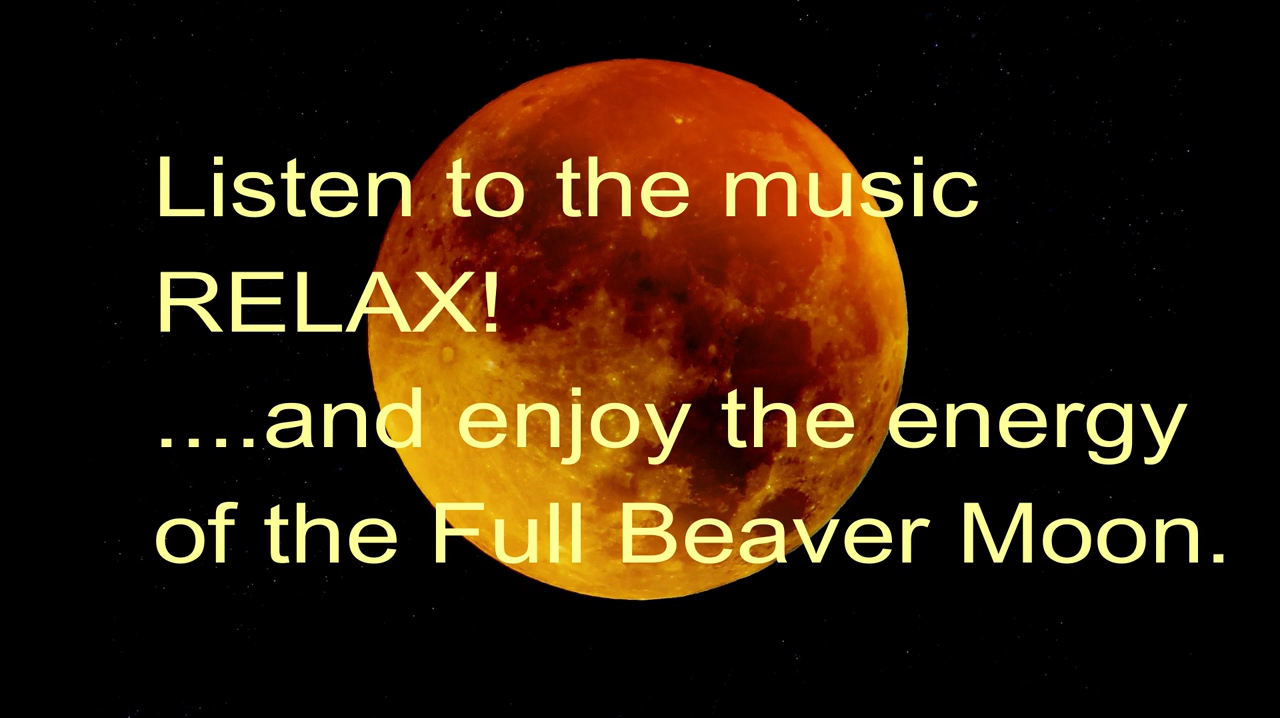 Listen to the music
RELAX!
....and enjoy the energy
of the Full Beaver Moon.